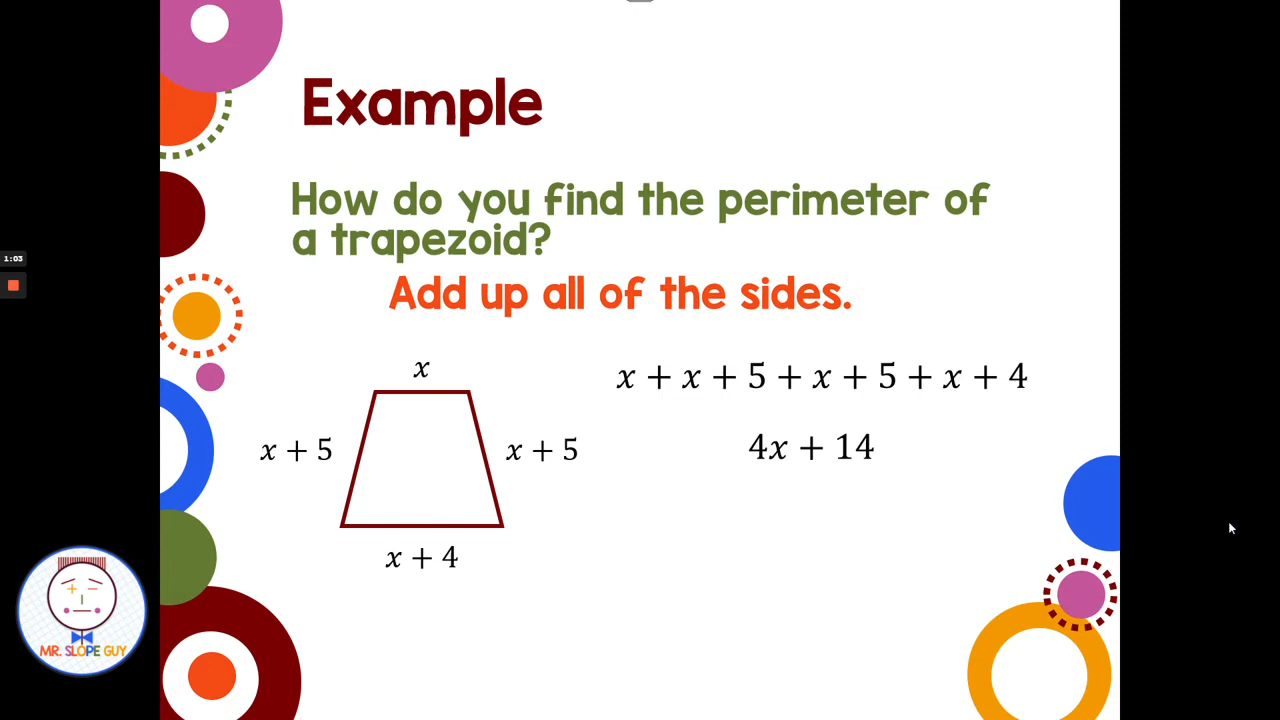 Example
How do you find the perimeter of
a trapezoid?
Add up all of the sides.
x
x + x + 5 + x + 5 + x + 4
x + 5
x + 5
4x + 14
x + 4
1:03
MR. SLOPE GUY